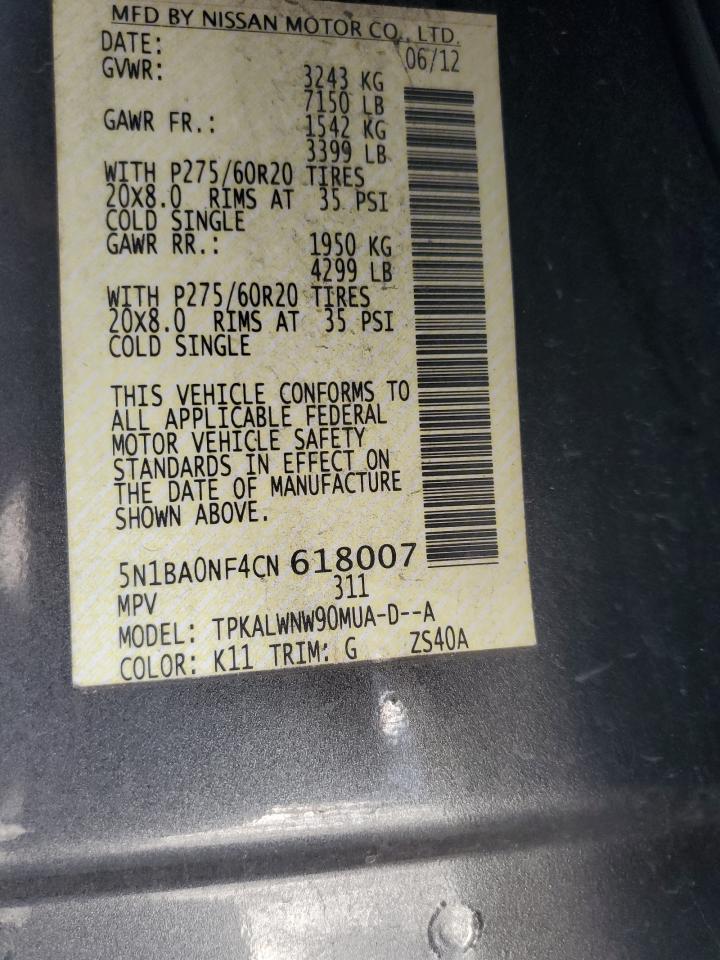 MFD BY NISSAN MOTOR CO., LTD.
DATE: 06/12
GVWR: 3243 KG
7150 LB
GAWR FR.: 1542 KG
3399 LB
WITH P275/60R20 TIRES
20X8.0 RIMS AT 35 PSI
COLD SINGLE
GAWR RR.: 1950 KG
4299 LB
WITH P275/60R20 TIRES
20X8.0 RIMS AT 35 PSI
COLD SINGLE
THIS VEHICLE CONFORMS TO
ALL APPLICABLE FEDERAL
MOTOR VEHICLE SAFETY
STANDARDS IN EFFECT ON
THE DATE OF MANUFACTURE
SHOWN ABOVE.
5N1BA0NF4CN 618007
MPV 311
MODEL: TPKALWNW90MUA-D--A
COLOR: K11 TRIM: G ZS40A